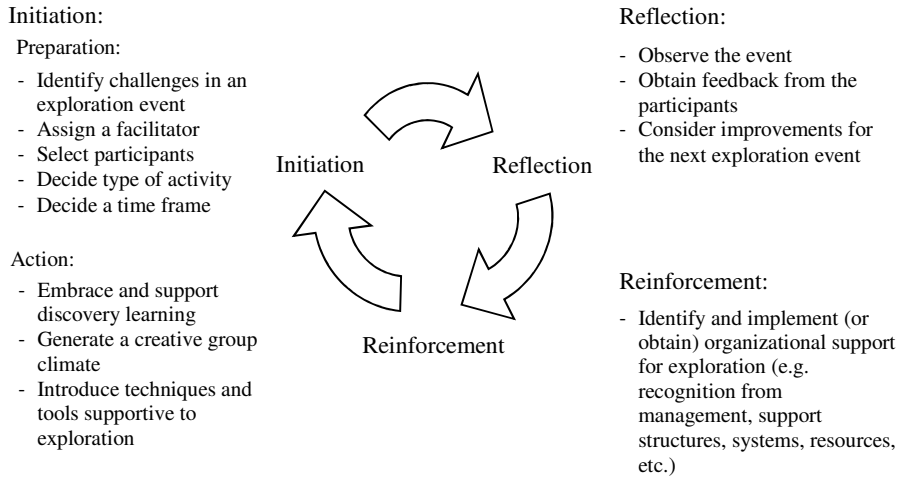 Initiation:
Preparation:
- Identify challenges in an
exploration event
- Assign a facilitator
- Select participants
- Decide type of activity
- Decide a time frame
Action:
- Embrace and support
discovery learning
- Generate a creative group
climate
- Introduce techniques and
tools supportive to
exploration
Initiation
Reflection
Reinforcement
Reflection:
- Observe the event
- Obtain feedback from the
participants
- Consider improvements for
the next exploration event
Reinforcement:
- Identify and implement (or
obtain) organizational support
for exploration (e.g.
recognition from
management, support
structures, systems, resources,
etc.)